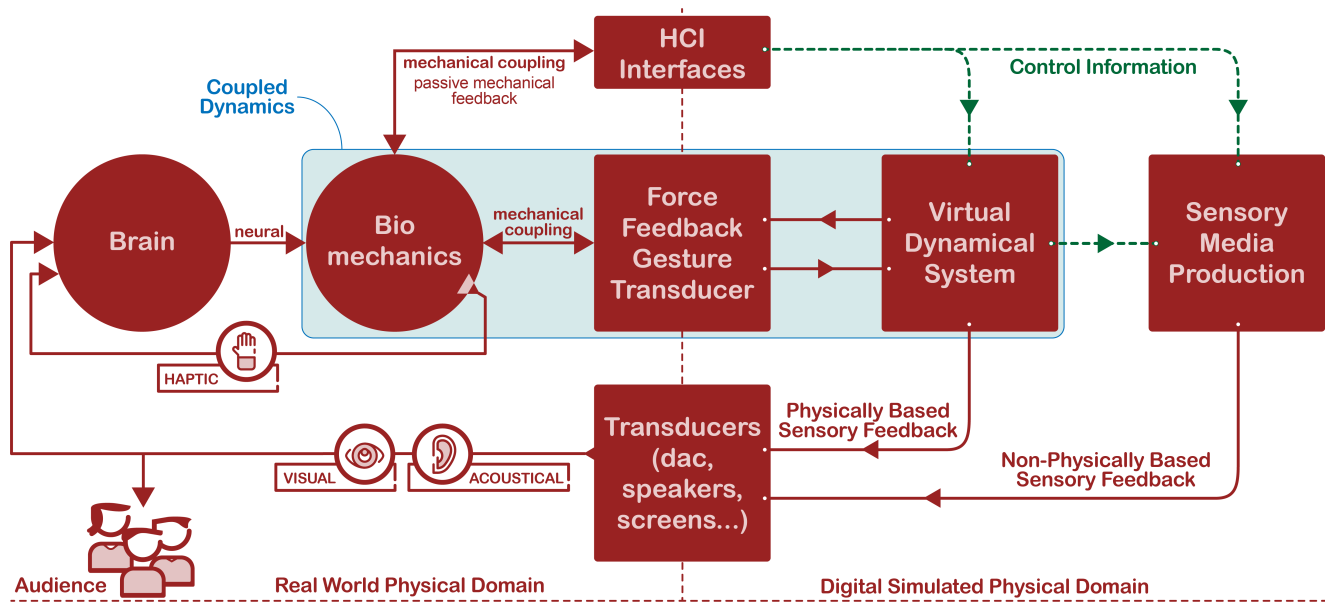 HCI
Interfaces
mechanical coupling
passive mechanical
feedback
Control Information
Coupled
Dynamics
Brain
neural
Bio
mechanics
mechanical
coupling
Force
Feedback
Gesture
Transducer
Virtual
Dynamical
System
Sensory
Media
Production
HAPTIC
Transducers
(dac,
speakers,
screens...)
Physically Based
Sensory Feedback
Non-Physically Based
Sensory Feedback
VISUAL
ACOUSTICAL
Audience
Real World Physical Domain
Digital Simulated Physical Domain